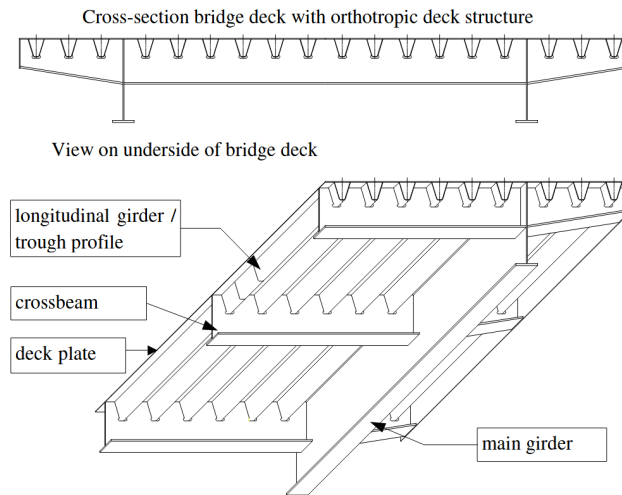 Cross-section bridge deck with orthotropic deck structure
View on underside of bridge deck
longitudinal girder /
trough profile
crossbeam
deck plate
main girder